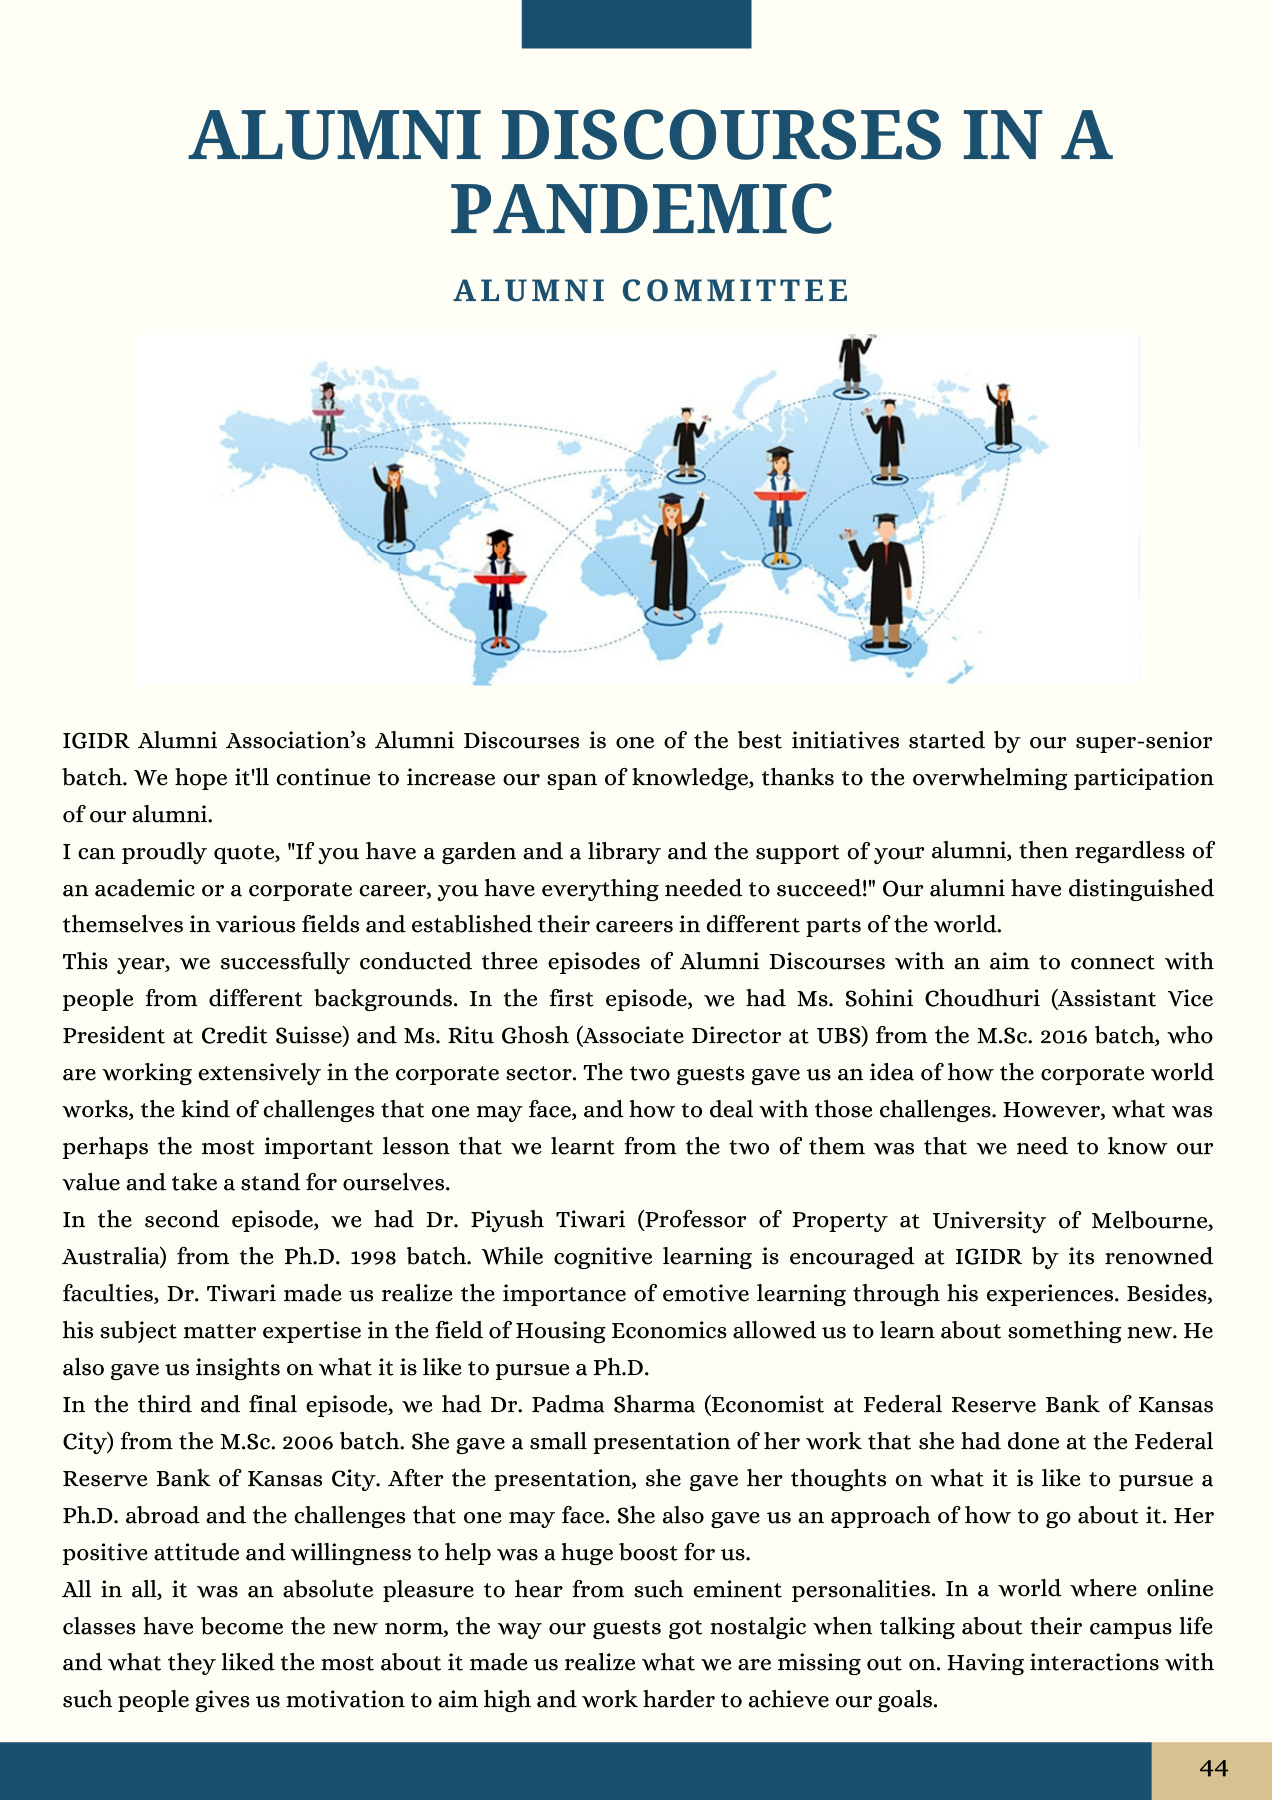 ALUMNI DISCOURSES IN A
PANDEMIC
ALUMNI COMMITTEE
IGIDR Alumni Association’s Alumni Discourses is one of the best initiatives started by our super-senior
batch. We hope it'll continue to increase our span of knowledge, thanks to the overwhelming participation
of our alumni.
I can proudly quote, "If you have a garden and a library and the support of your alumni, then regardless of
an academic or a corporate career, you have everything needed to succeed!" Our alumni have distinguished
themselves in various fields and established their careers in different parts of the world.
This year, we successfully conducted three episodes of Alumni Discourses with an aim to connect with
people from different backgrounds. In the first episode, we had Ms. Sohini Choudhuri (Assistant Vice
President at Credit Suisse) and Ms. Ritu Ghosh (Associate Director at UBS) from the M.Sc. 2016 batch, who
are working extensively in the corporate sector. The two guests gave us an idea of how the corporate world
works, the kind of challenges that one may face, and how to deal with those challenges. However, what was
perhaps the most important lesson that we learnt from the two of them was that we need to know our
value and take a stand for ourselves.
In the second episode, we had Dr. Piyush Tiwari (Professor of Property at University of Melbourne,
Australia) from the Ph.D. 1998 batch. While cognitive learning is encouraged at IGIDR by its renowned
faculties, Dr. Tiwari made us realize the importance of emotive learning through his experiences. Besides,
his subject matter expertise in the field of Housing Economics allowed us to learn about something new. He
also gave us insights on what it is like to pursue a Ph.D.
In the third and final episode, we had Dr. Padma Sharma (Economist at Federal Reserve Bank of Kansas
City) from the M.Sc. 2006 batch. She gave a small presentation of her work that she had done at the Federal
Reserve Bank of Kansas City. After the presentation, she gave her thoughts on what it is like to pursue a
Ph.D. abroad and the challenges that one may face. She also gave us an approach of how to go about it. Her
positive attitude and willingness to help was a huge boost for us.
All in all, it was an absolute pleasure to hear from such eminent personalities. In a world where online
classes have become the new norm, the way our guests got nostalgic when talking about their campus life
and what they liked the most about it made us realize what we are missing out on. Having interactions with
such people gives us motivation to aim high and work harder to achieve our goals.
44